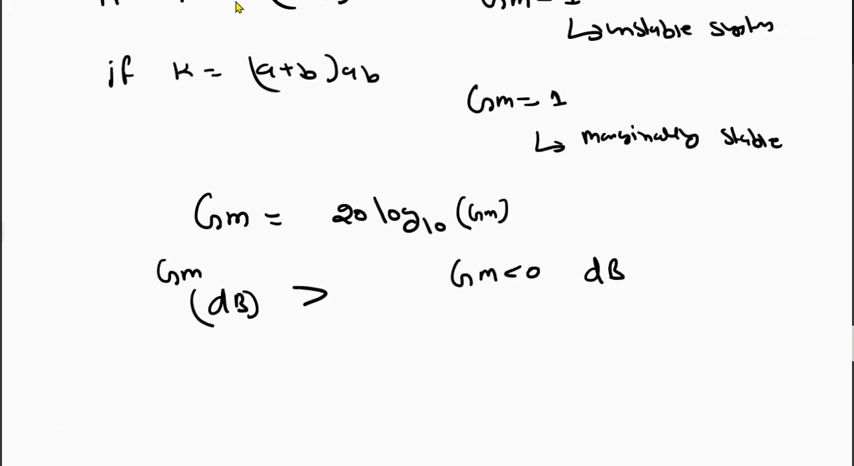 unstable system
if K = (a+b)ab
Gm = 1
↳ marginally stable
Gm = 20 log10 (Gm)
Gm (dB) > Gm < 0 dB